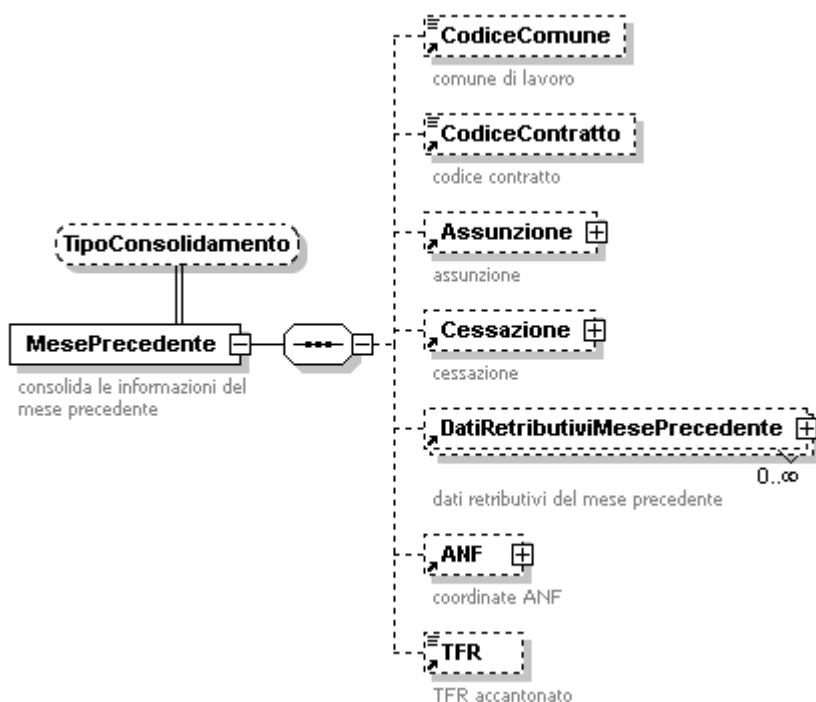 CodiceComune
comune di lavoro
CodiceContratto
codice contratto
TipoConsolidamento
Assunzione
assunzione
MesePrecedente
consolida le informazioni del
mese precedente
Cessazione
cessazione
DatiRetributiviMesePrecedente
0..∞
dati retributivi del mese precedente
ANF
coordinate ANF
TFR
TFR accantonato